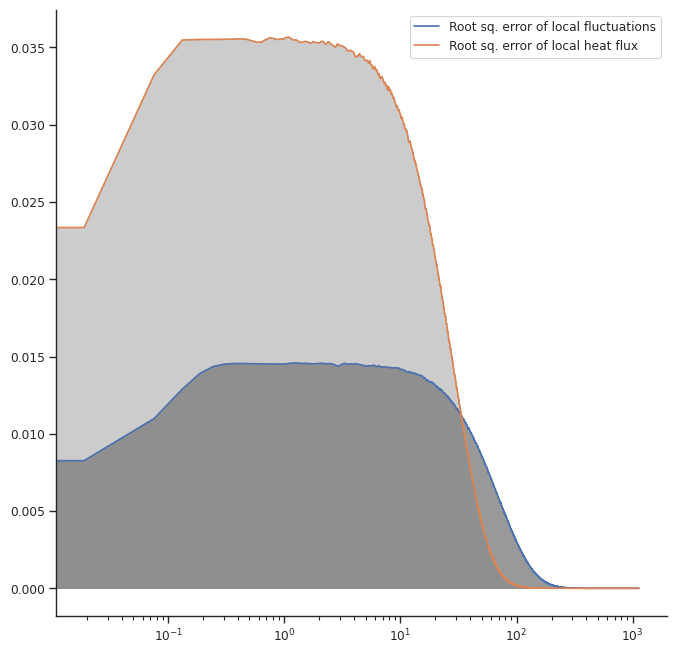 Root sq. error of local fluctuations
Root sq. error of local heat flux
0.035
0.030
0.025
0.020
0.015
0.010
0.005
0.000
10⁻¹ 10⁰ 10¹ 10² 10³